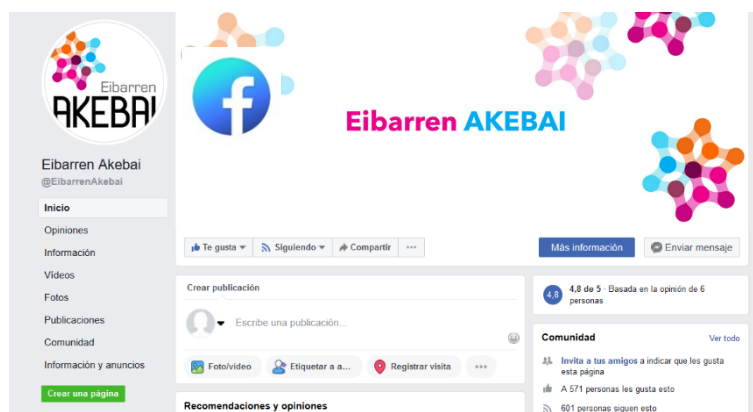 Eibarren
AKEBAI
Eibarren AKEBAI
Eibarren Akebai
@EibarrenAkebai
Inicio
Opiniones
Información
Vídeos
Fotos
Publicaciones
Comunidad
Información y anuncios
Crear una página
Te gusta
Siguiendo
Compartir
Más información
Enviar mensaje
Crear publicación
Escribe una publicación...
Foto/vídeo
Etiquetar a a...
Registrar visita
Recomendaciones y opiniones
4,8
4,8 de 5 · Basada en la opinión de 6
personas
Comunidad
Ver todo
Invita a tus amigos a indicar que les gusta
esta página
A 571 personas les gusta esto
601 personas siguen esto